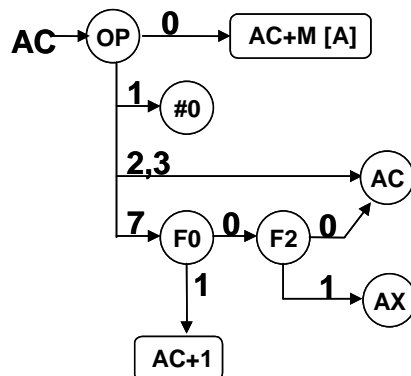 AC OP 0 AC+M [A]
1 #0
2,3 AC
7 F0 0 F2 0
1 1 AX
AC+1